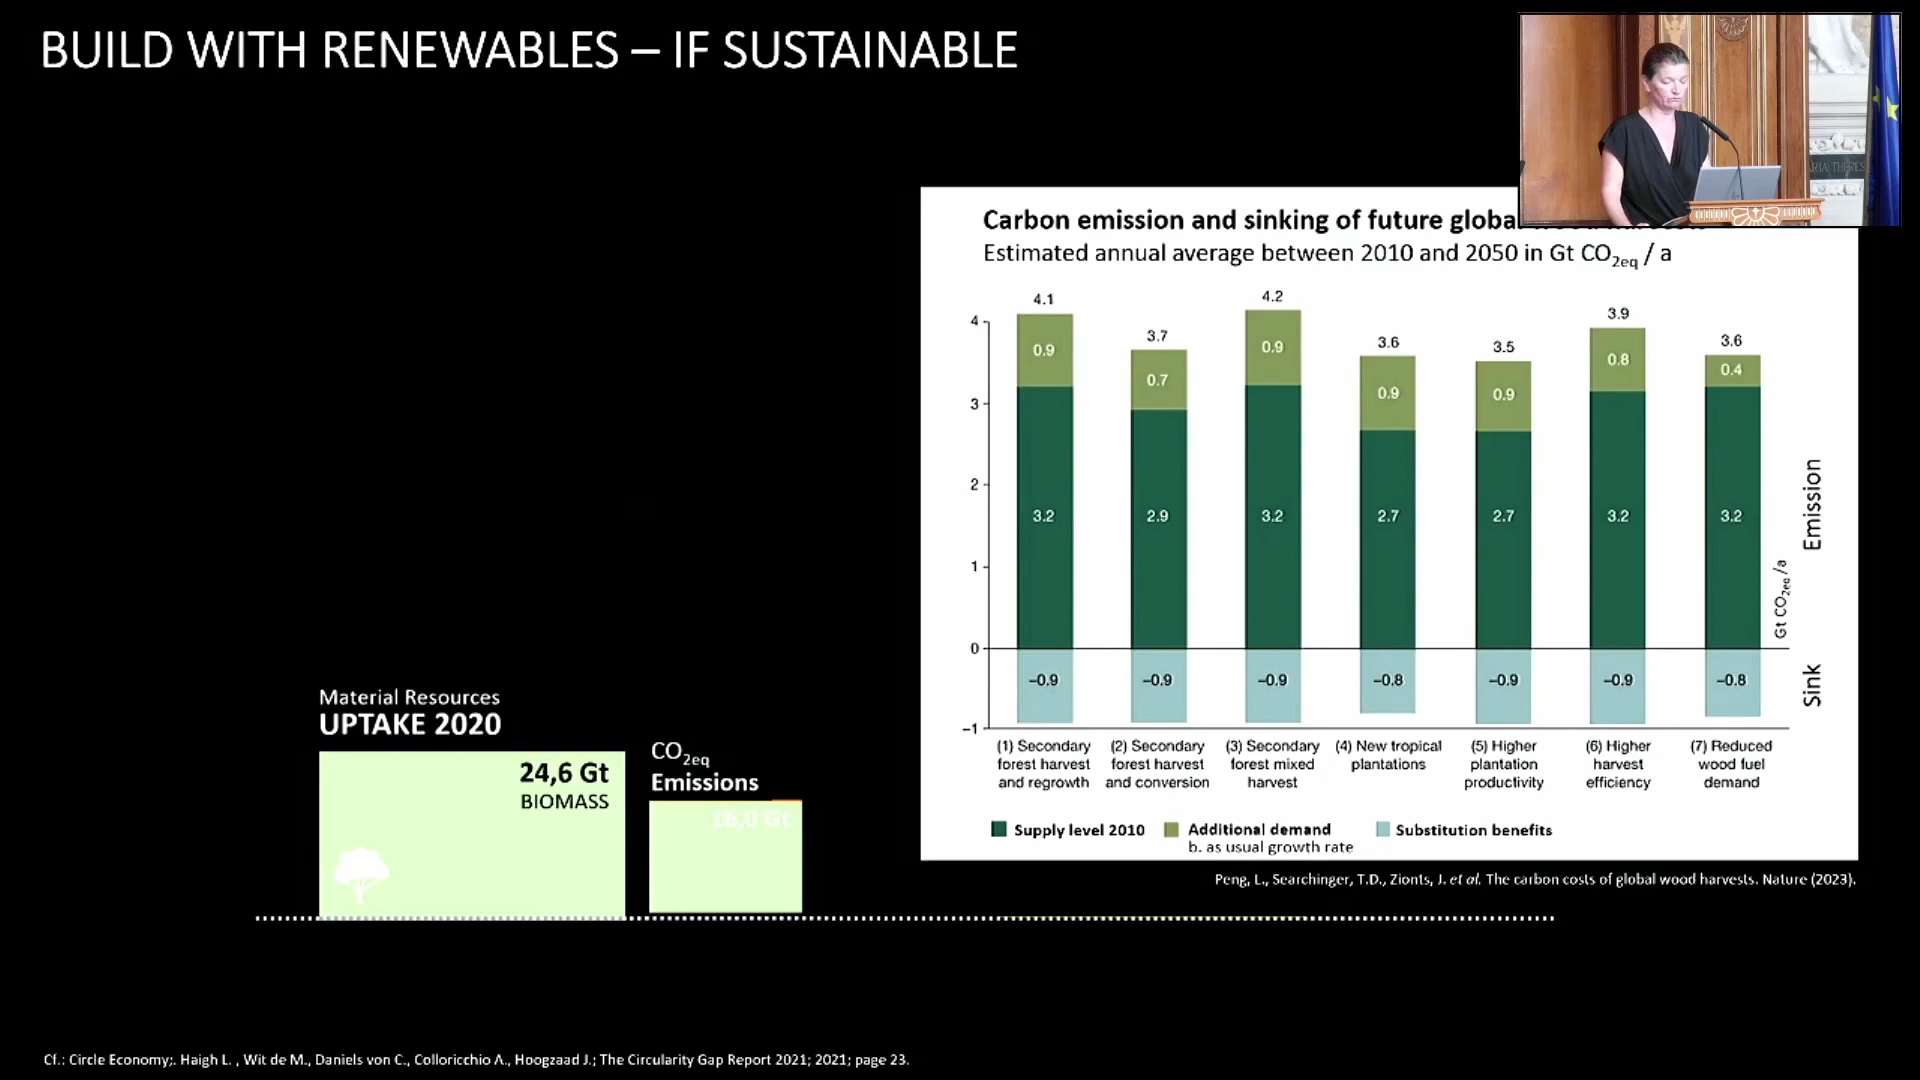 BUILD WITH RENEWABLES – IF SUSTAINABLE
Carbon emission and sinking of future global
Estimated annual average between 2010 and 2050 in Gt CO2eq / a
4.1
4.2
3.7
3.6
3.5
3.9
3.6
4
3
2
1
0
–1
0.9
0.7
0.9
0.9
0.9
0.8
0.4
3.2
2.9
3.2
2.7
2.7
3.2
3.2
–0.9
–0.9
–0.9
–0.8
–0.9
–0.9
–0.8
Emission
Gt CO2eq /a
Sink
(1) Secondary
forest harvest
and regrowth
(2) Secondary
forest harvest
and conversion
(3) Secondary
forest mixed
harvest
(4) New tropical
plantations
(5) Higher
plantation
productivity
(6) Higher
harvest
efficiency
(7) Reduced
wood fuel
demand
Supply level 2010
Additional demand
b. as usual growth rate
Substitution benefits
Peng, L., Searchinger, T.D., Zionts, J. et al. The carbon costs of global wood harvests. Nature (2023).
Material Resources
UPTAKE 2020
24,6 Gt
BIOMASS
CO2eq
Emissions
Cf.: Circle Economy;. Haigh L. , Wit de M., Daniels von C., Colloricchio A., Hoogzaad J.; The Circularity Gap Report 2021; 2021; page 23.